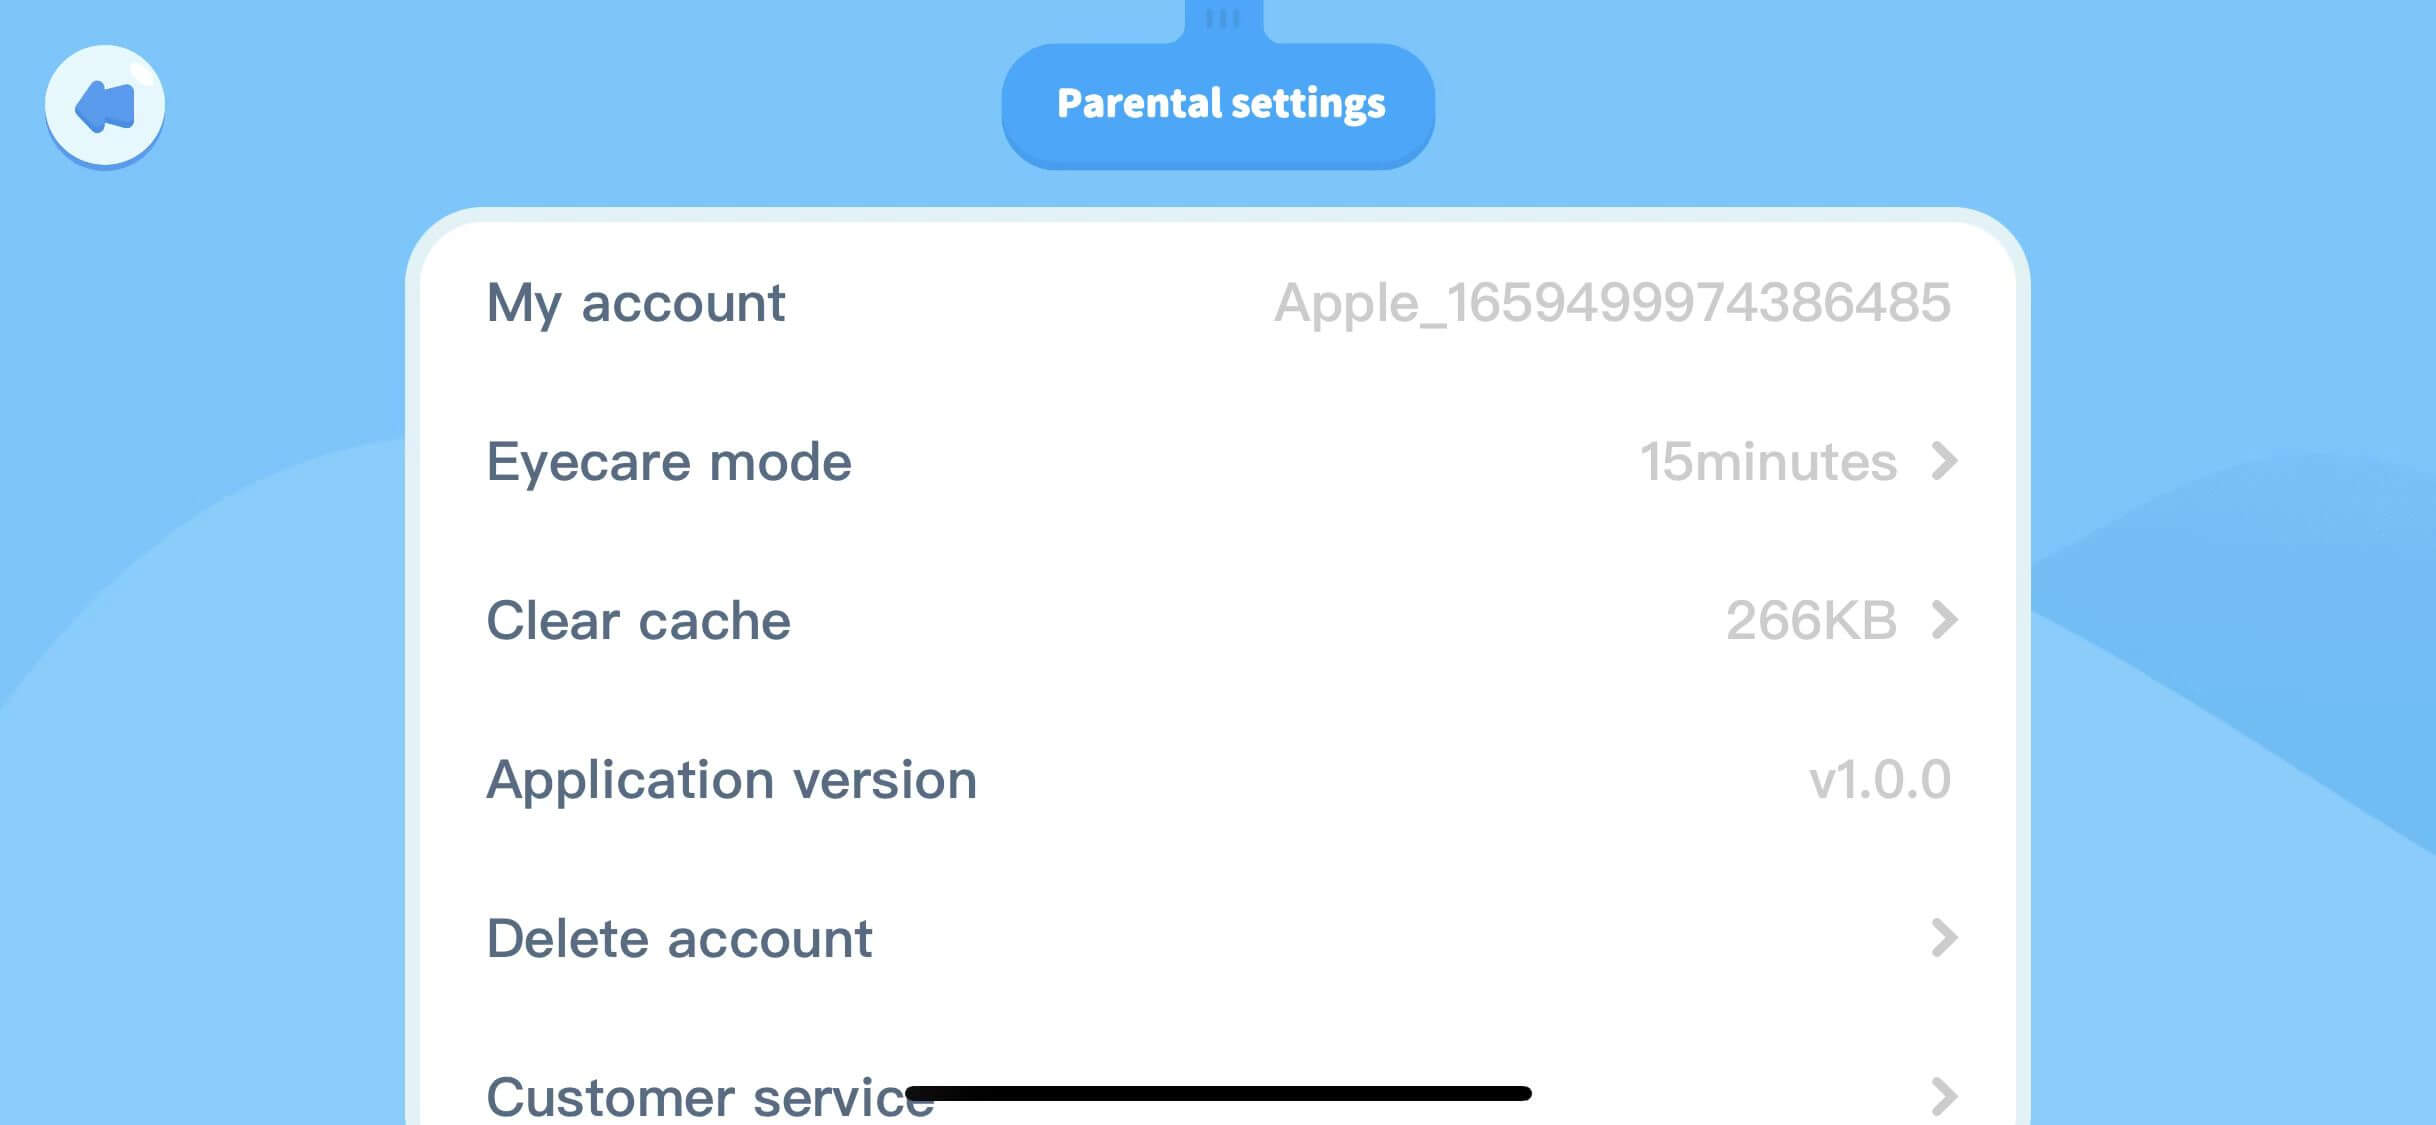 Parental settings
My account
Apple_1659499974386485
Eyecare mode
15minutes
Clear cache
266KB
Application version
v1.0.0
Delete account
Customer service